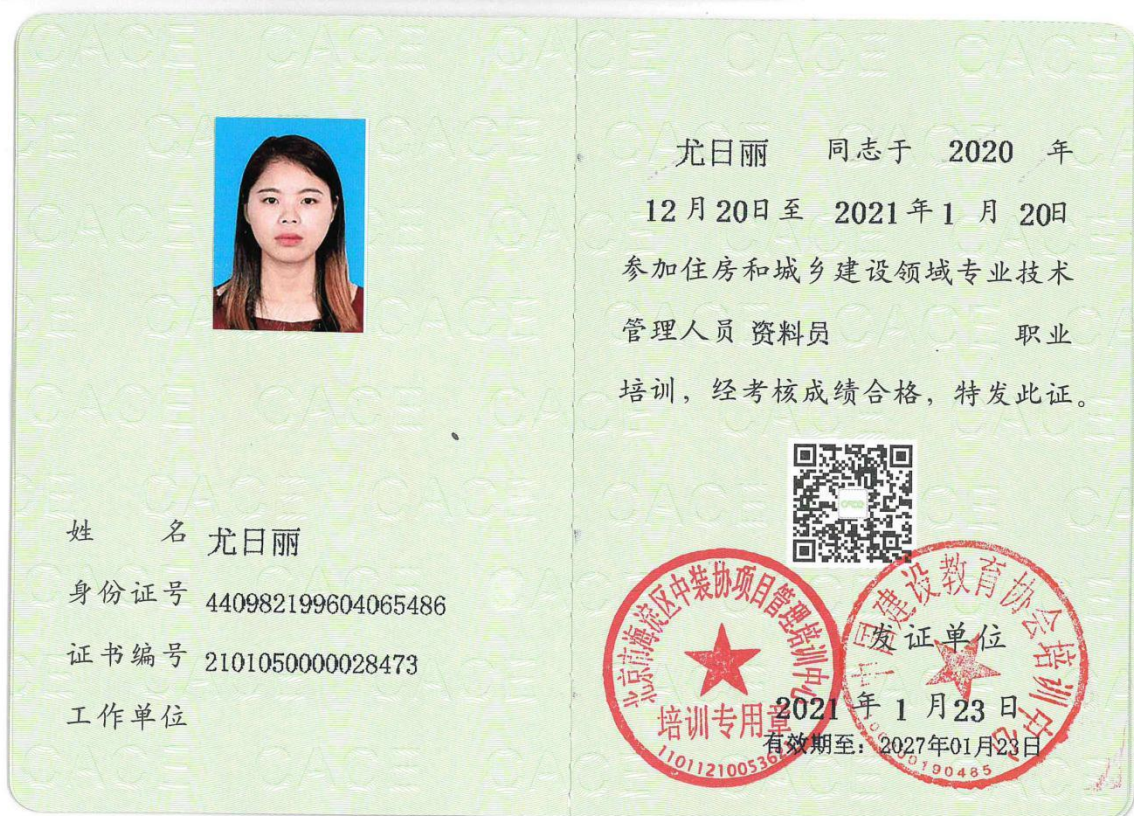 姓 名 尤日丽
身份证号 440982199604065486
证书编号 2101050000028473
工作单位
尤日丽 同志于 2020 年
12月20日至 2021年1月20日
参加住房和城乡建设领域专业技术
管理人员 资料员 职业
培训，经考核成绩合格，特发此证。
北京市海淀区中装协项目管理培训中心
培训专用章
中国建设教育协会培训中心
发证单位
2021年1月23日
有效期至：2027年01月23日
CACE